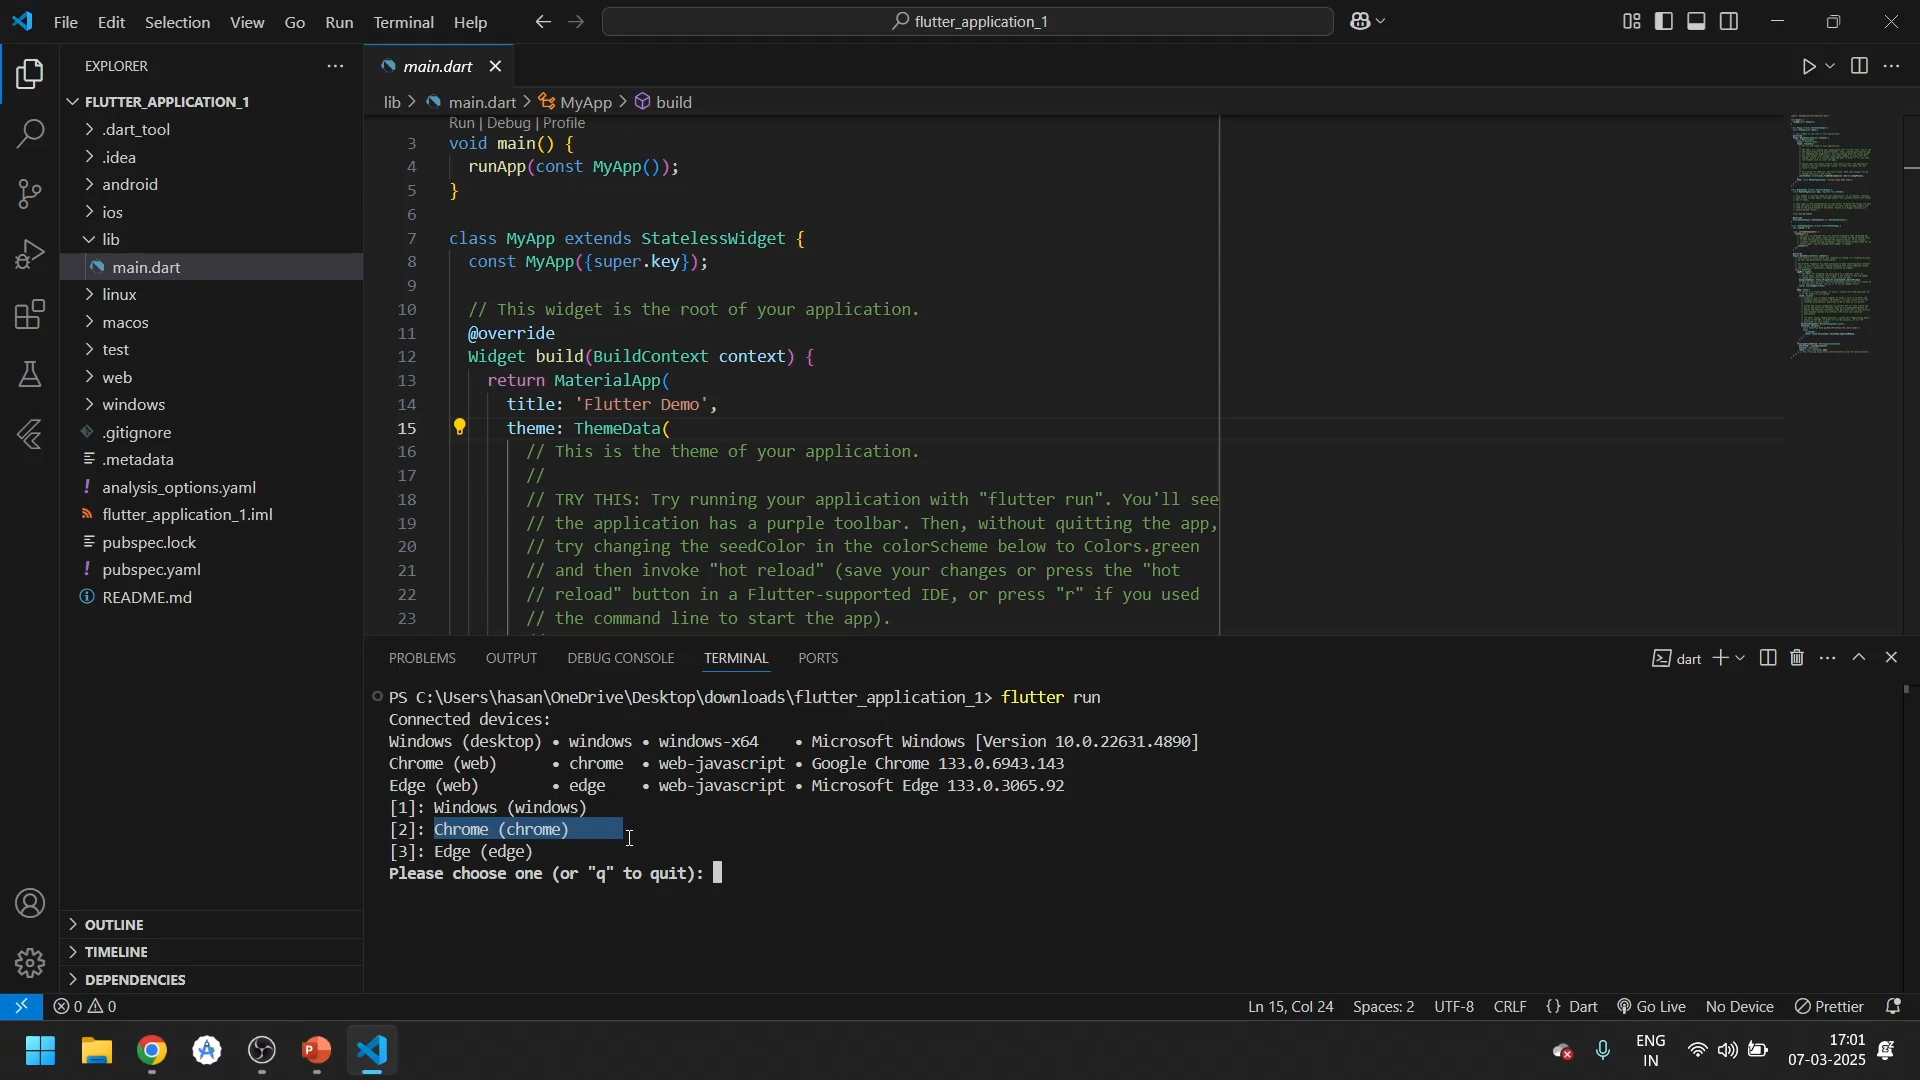 File Edit Selection View Go Run Terminal Help
flutter_application_1
EXPLORER
FLUTTER_APPLICATION_1
.dart_tool
.idea
android
ios
lib
main.dart
linux
macos
test
web
windows
.gitignore
.metadata
analysis_options.yaml
flutter_application_1.iml
pubspec.lock
pubspec.yaml
README.md
OUTLINE
TIMELINE
DEPENDENCIES
main.dart
lib > main.dart > MyApp > build
Run | Debug | Profile
3 void main() {
4 runApp(const MyApp());
5 }
6
7 class MyApp extends StatelessWidget {
8 const MyApp({super.key});
9
10 // This widget is the root of your application.
11 @override
12 Widget build(BuildContext context) {
13 return MaterialApp(
14 title: 'Flutter Demo',
15 theme: ThemeData(
16 // This is the theme of your application.
17 //
18 // TRY THIS: Try running your application with "flutter run". You'll see
19 // the application has a purple toolbar. Then, without quitting the app,
20 // try changing the seedColor in the colorScheme below to Colors.green
21 // and then invoke "hot reload" (save your changes or press the "hot
22 // reload" button in a Flutter-supported IDE, or press "r" if you used
23 // the command line to start the app).
PROBLEMS OUTPUT DEBUG CONSOLE TERMINAL PORTS
dart
PS C:\Users\hasan\OneDrive\Desktop\downloads\flutter_application_1> flutter run
Connected devices:
Windows (desktop) • windows • windows-x64 • Microsoft Windows [Version 10.0.22631.4890]
Chrome (web) • chrome • web-javascript • Google Chrome 133.0.6943.143
Edge (web) • edge • web-javascript • Microsoft Edge 133.0.3065.92
[1]: Windows (windows)
[2]: Chrome (chrome)
[3]: Edge (edge)
Please choose one (or "q" to quit):
0 0
Ln 15, Col 24 Spaces: 2 UTF-8 CRLF {} Dart Go Live No Device Prettier
ENG
IN
17:01
07-03-2025